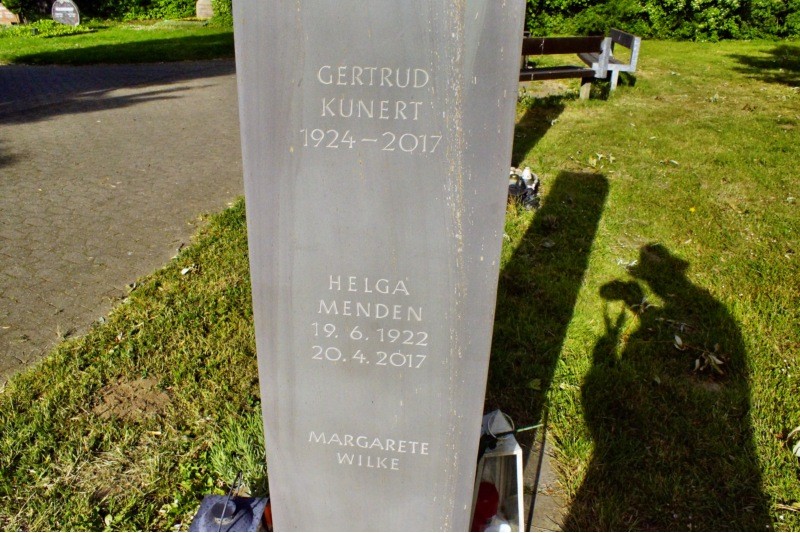 GERTRUD
KUNERT
1924–2017
HELGA
MENDEN
19. 6. 1922
20. 4. 2017
MARGARETE
WILKE